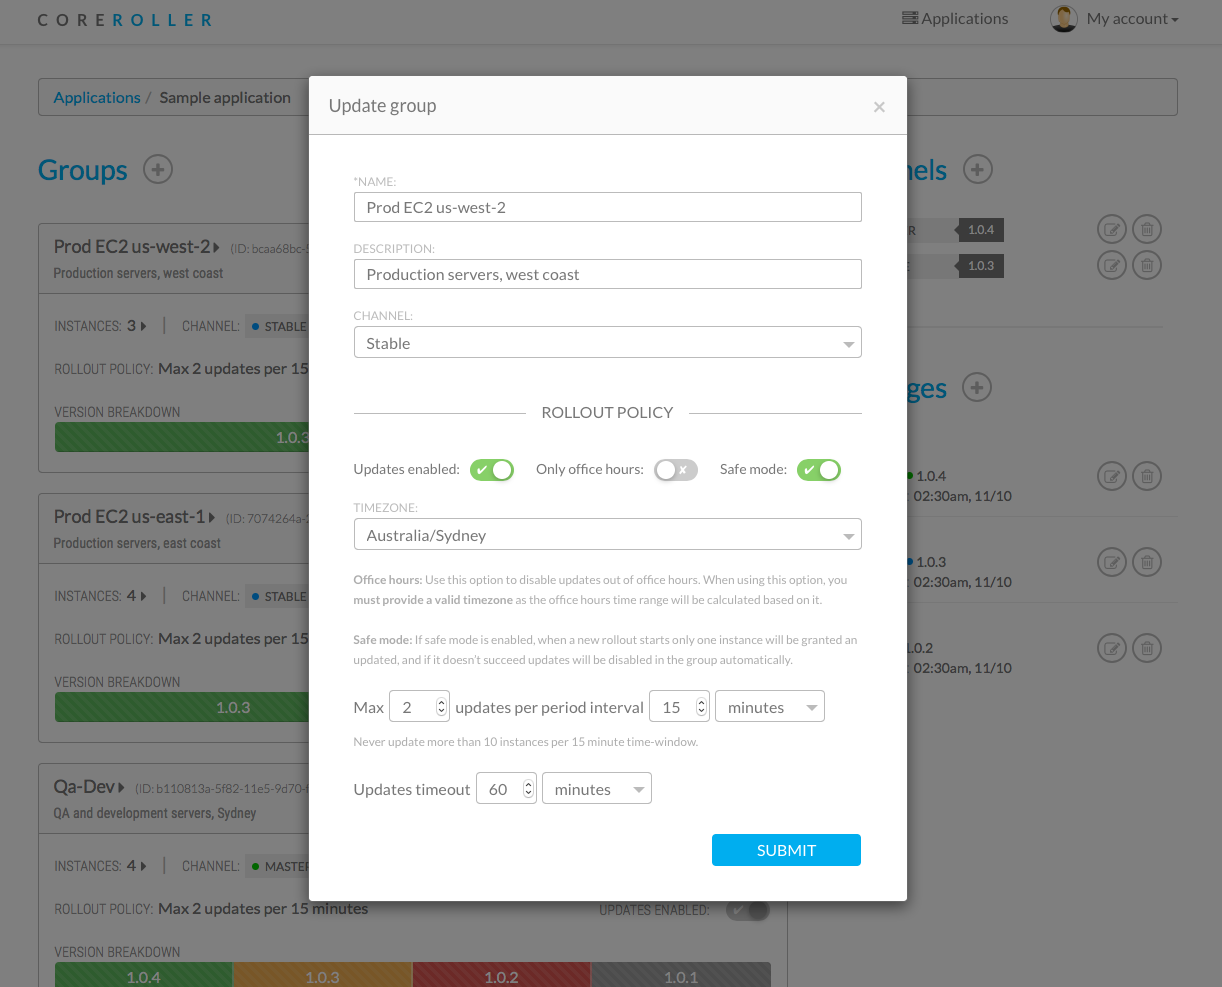 COREROLLER
Applications
My account
Applications / Sample application
Update group
×
Groups
Prod EC2 us-west-2 (ID: bcaa68bc-
Production servers, west coast
INSTANCES: 3 | CHANNEL: STABLE
ROLLOUT POLICY: Max 2 updates per 15
VERSION BREAKDOWN
1.0.3
Prod EC2 us-east-1 (ID: 7074264a-
Production servers, east coast
INSTANCES: 4 | CHANNEL: STABLE
ROLLOUT POLICY: Max 2 updates per 15
VERSION BREAKDOWN
1.0.3
Qa-Dev (ID: b110813a-5f82-11e5-9d70-
QA and development servers, Sydney
INSTANCES: 4 | CHANNEL: MASTER
ROLLOUT POLICY: Max 2 updates per 15 minutes
UPDATES ENABLED:
VERSION BREAKDOWN
1.0.4 1.0.3 1.0.2 1.0.1
*NAME:
Prod EC2 us-west-2
DESCRIPTION:
Production servers, west coast
CHANNEL:
Stable
ROLLOUT POLICY
Updates enabled: Only office hours: Safe mode:
TIMEZONE:
Australia/Sydney
Office hours: Use this option to disable updates out of office hours. When using this option, you
must provide a valid timezone as the office hours time range will be calculated based on it.
Safe mode: If safe mode is enabled, when a new rollout starts only one instance will be granted an
updated, and if it doesn't succeed updates will be disabled in the group automatically.
Max 2 updates per period interval 15 minutes
Never update more than 10 instances per 15 minute time-window.
Updates timeout 60 minutes
SUBMIT
nels
R 1.0.4
E 1.0.3
ges
1.0.4
02:30am, 11/10
1.0.3
02:30am, 11/10
1.0.2
02:30am, 11/10